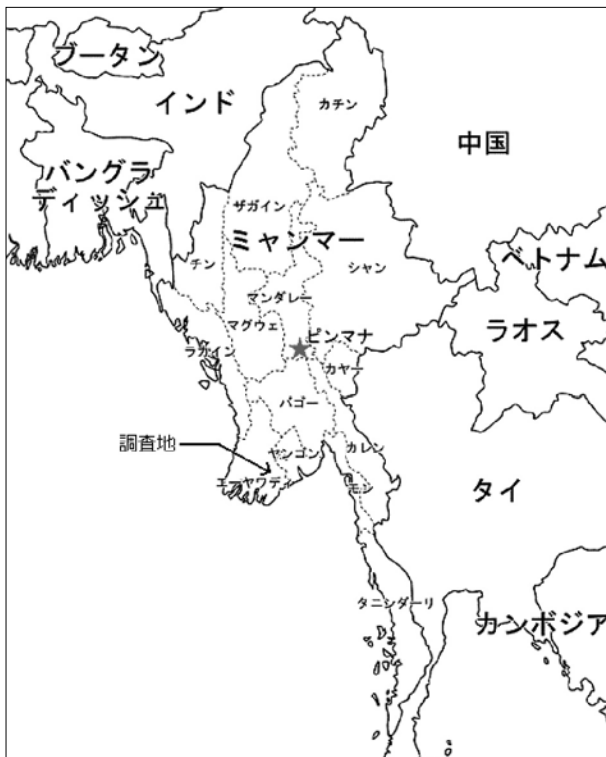 ブータン
インド
カチン
中国
バングラ
ディッシュ
ザガイン
ミャンマー
チン
シャン
ベトナム
マンダレー
マグウェ
ピンマナ
ラオス
ラカイン
カヤー
バゴー
調査地
ヤンゴン
カレン
エーヤワディ
モン
タイ
タニンダーリ
カンボジア